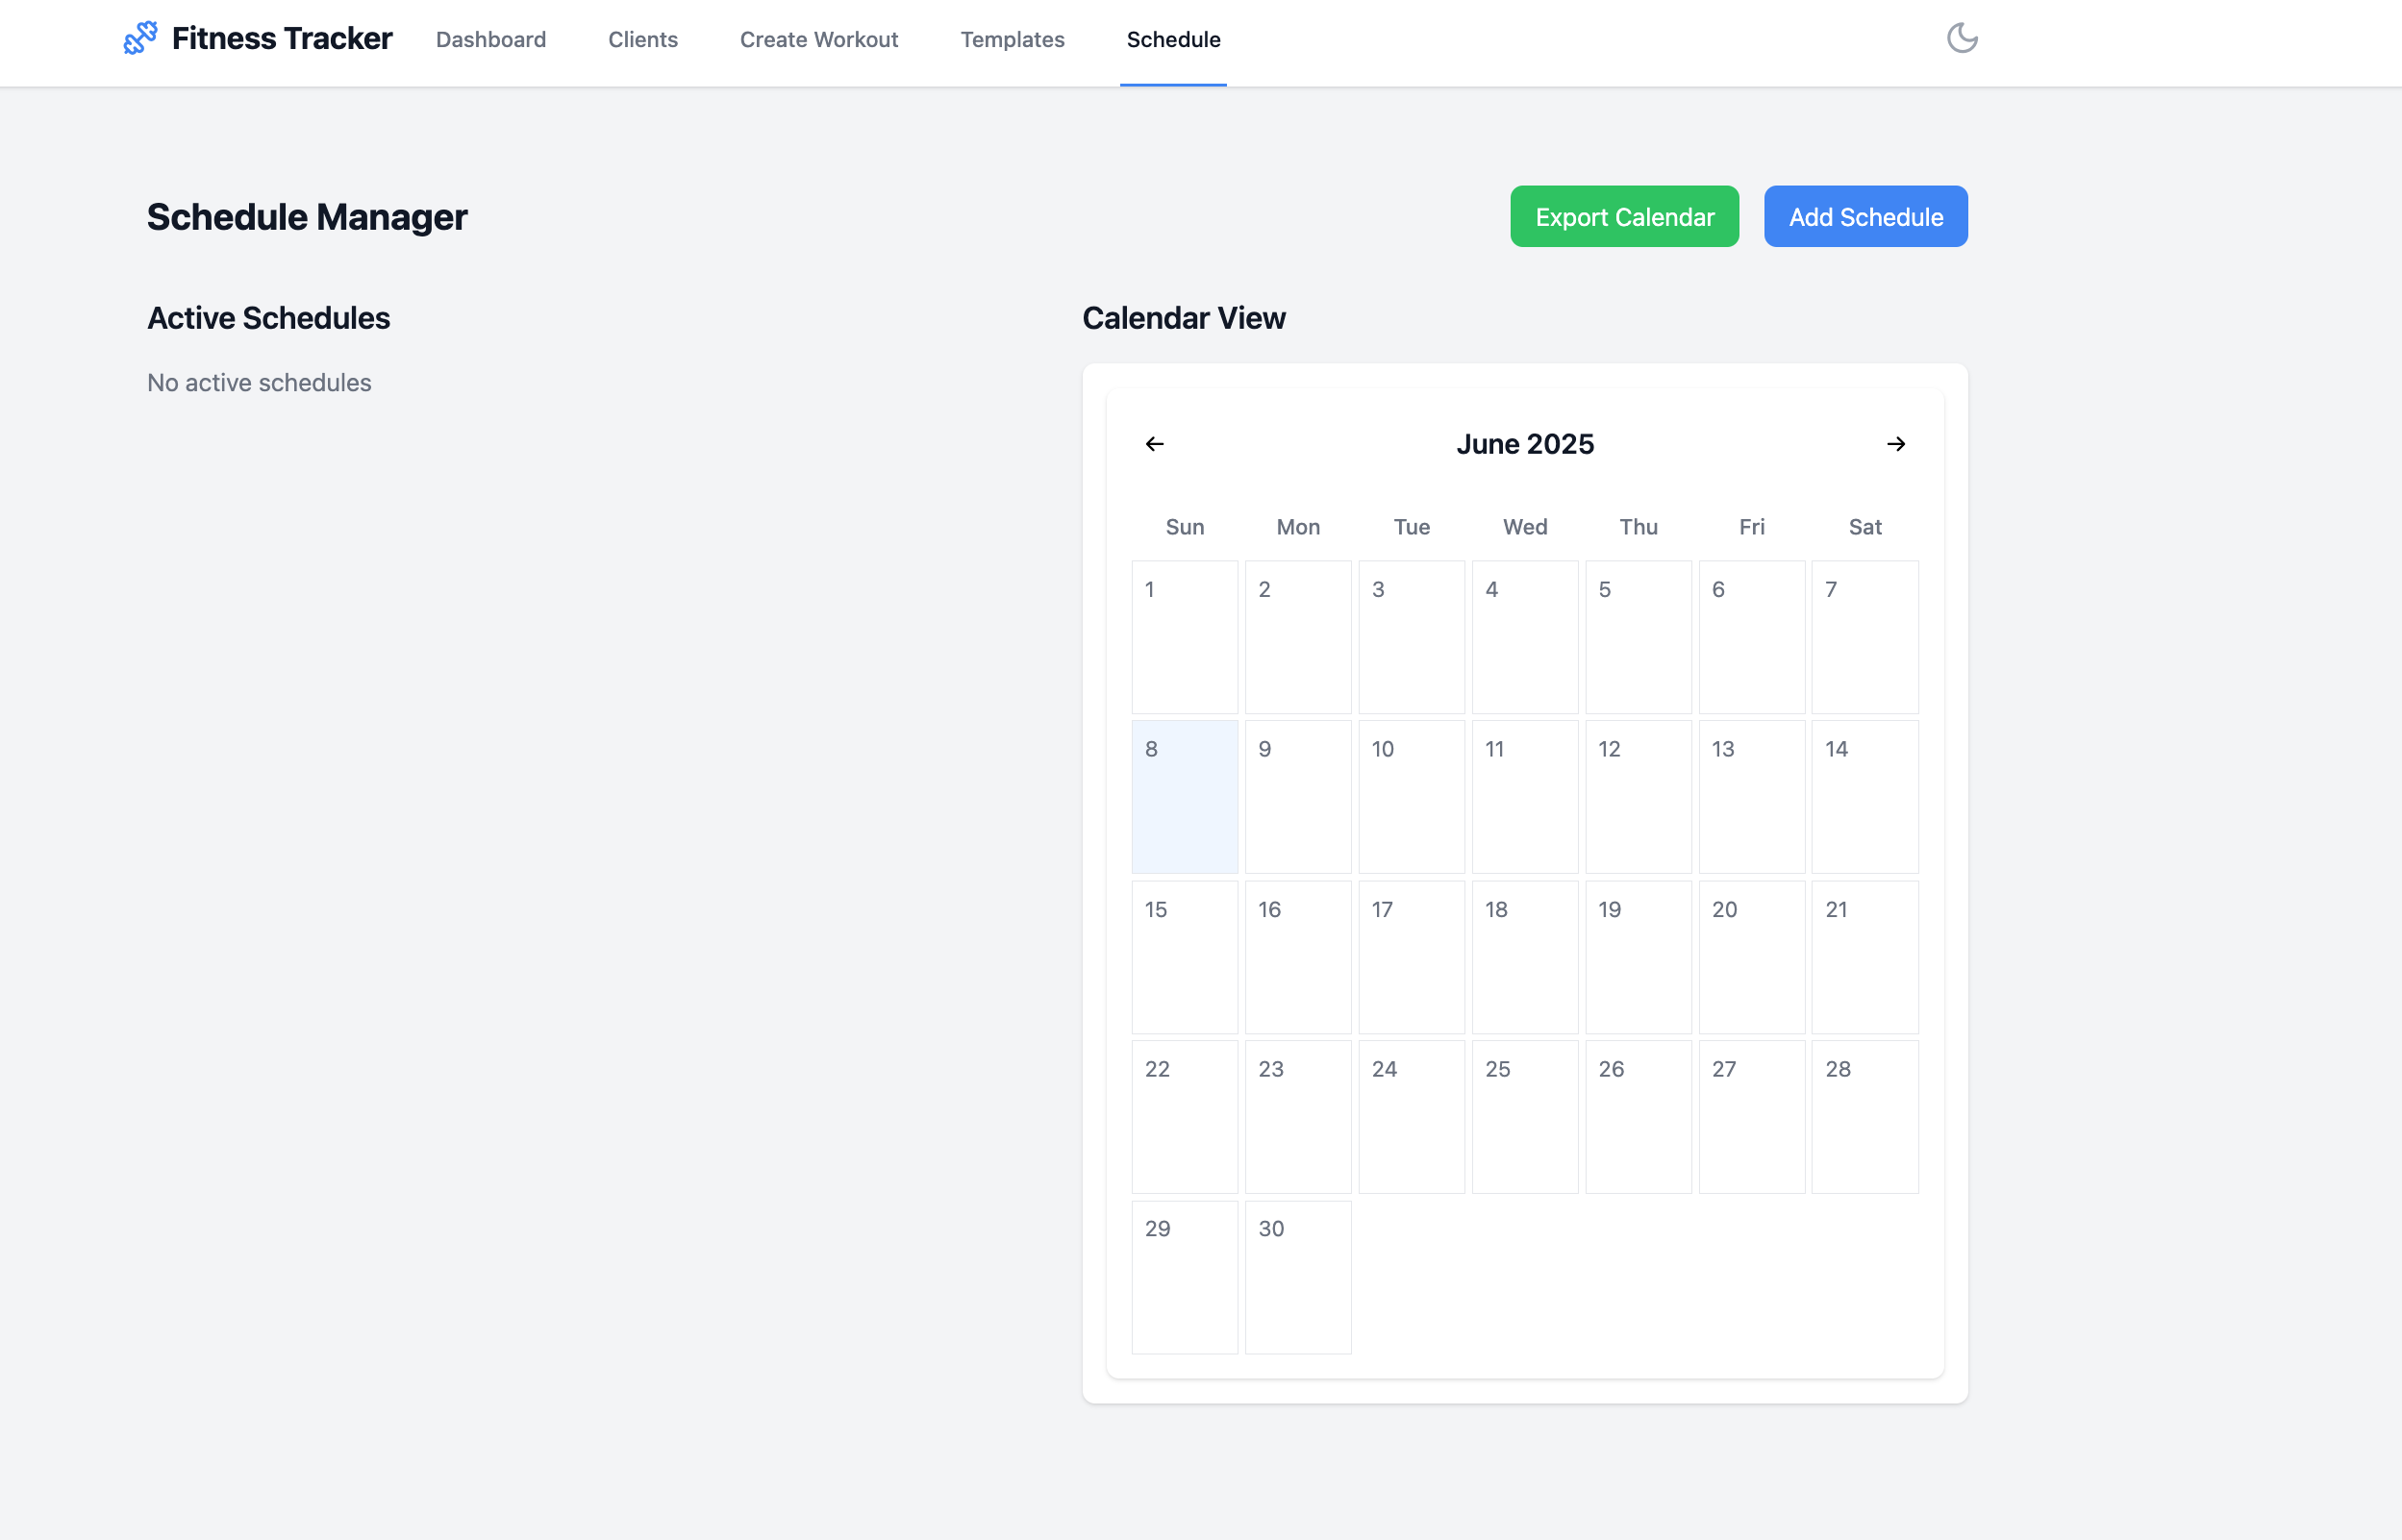 Fitness Tracker Dashboard Clients Create Workout Templates Schedule
Schedule Manager
Export Calendar Add Schedule
Active Schedules
No active schedules
Calendar View
June 2025
Sun Mon Tue Wed Thu Fri Sat
1 2 3 4 5 6 7
8 9 10 11 12 13 14
15 16 17 18 19 20 21
22 23 24 25 26 27 28
29 30